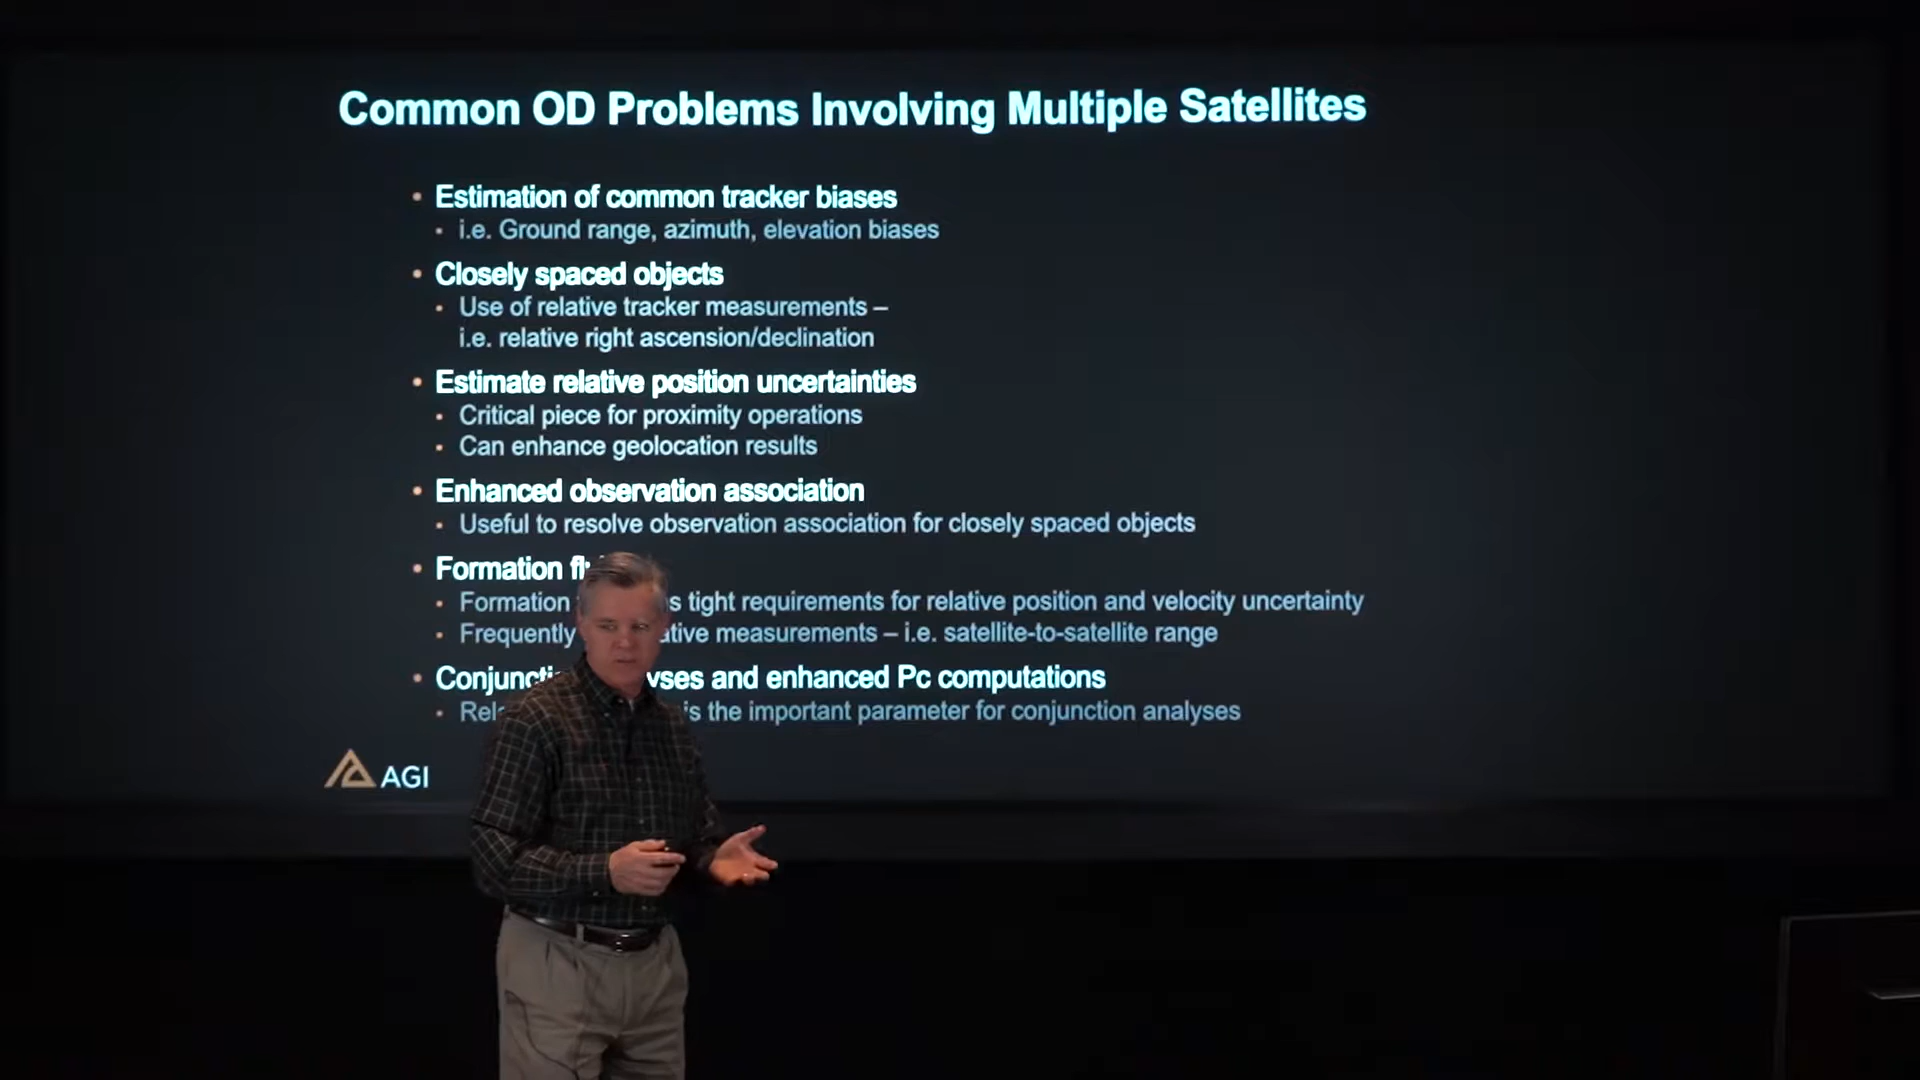 Common OD Problems Involving Multiple Satellites
• Estimation of common tracker biases
• i.e. Ground range, azimuth, elevation biases
• Closely spaced objects
• Use of relative tracker measurements –
i.e. relative right ascension/declination
• Estimate relative position uncertainties
• Critical piece for proximity operations
• Can enhance geolocation results
• Enhanced observation association
• Useful to resolve observation association for closely spaced objects
• Formation
• Formation tight requirements for relative position and velocity uncertainty
• Frequently measurements – i.e. satellite-to-satellite range
• and enhanced Pc computations
• is the important parameter for conjunction analyses
AGI